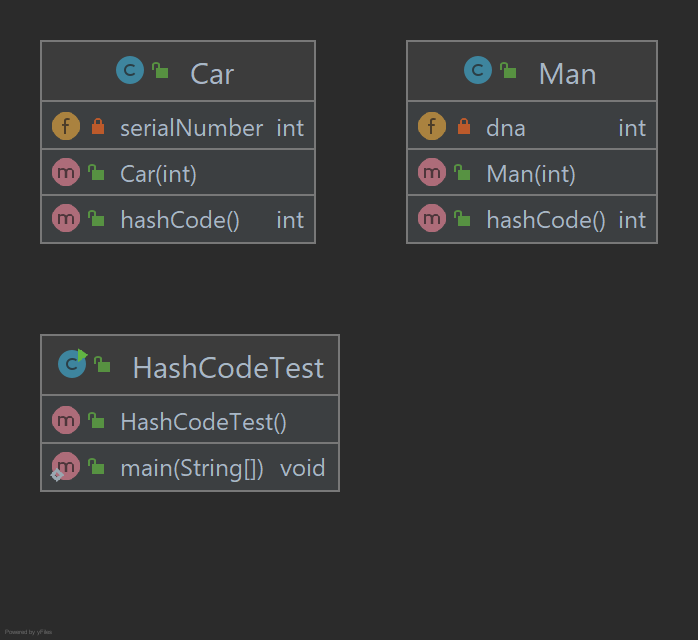 Car
serialNumber int
Car(int)
hashCode() int
Man
dna int
Man(int)
hashCode() int
HashCodeTest
HashCodeTest()
main(String[]) void
Powered by yFiles